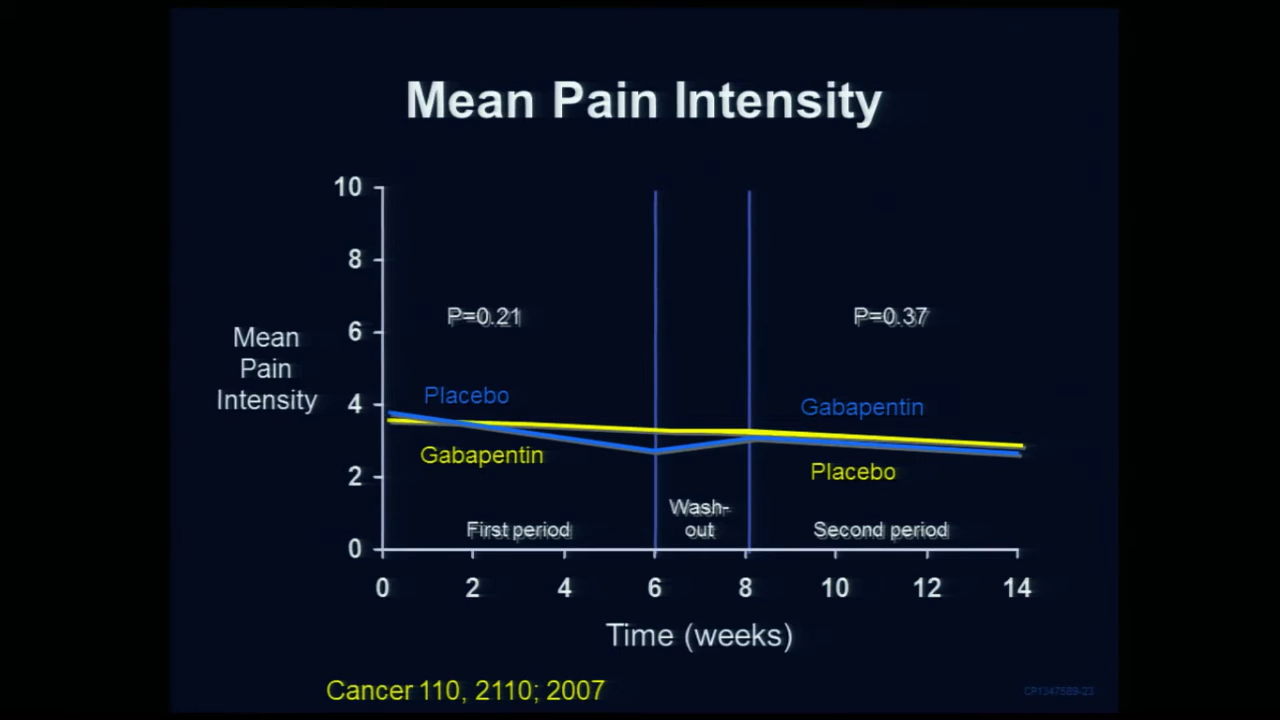 Mean Pain Intensity
10
8
6
4
2
0
Mean
Pain
Intensity
P=0.21
P=0.37
Placebo
Gabapentin
Gabapentin
Placebo
First period
Wash-
out
Second period
0 2 4 6 8 10 12 14
Time (weeks)
Cancer 110, 2110; 2007
CP1347589-23